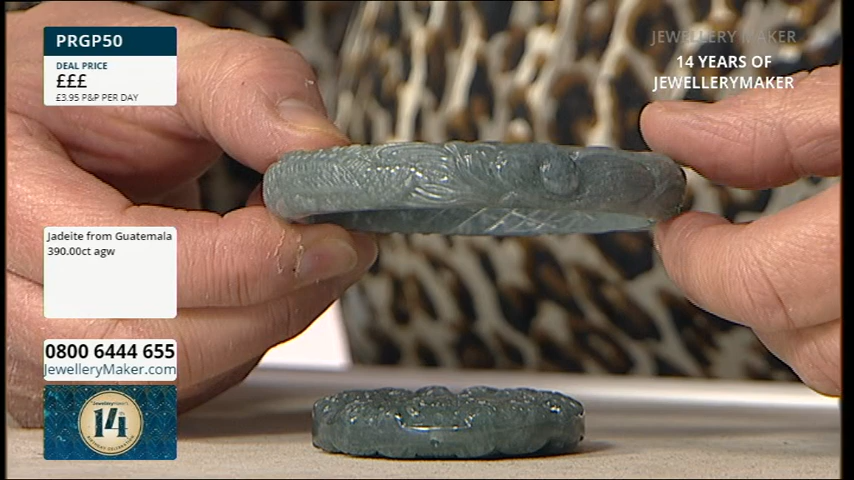 PRGP50
DEAL PRICE
£££
£3.95 P&P PER DAY
JEWELLERY MAKER
14 YEARS OF
JEWELLERYMAKER
Jadeite from Guatemala
390.00ct agw
0800 6444 655
JewelleryMaker.com
14